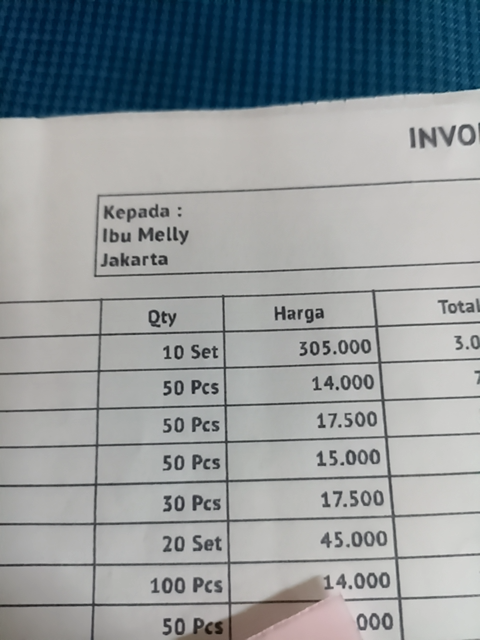 INVO
Kepada :
Ibu Melly
Jakarta
Qty Harga Total
10 Set 305.000 3.0
50 Pcs 14.000 7
50 Pcs 17.500
50 Pcs 15.000
30 Pcs 17.500
20 Set 45.000
100 Pcs 14.000
50 Pcs 000